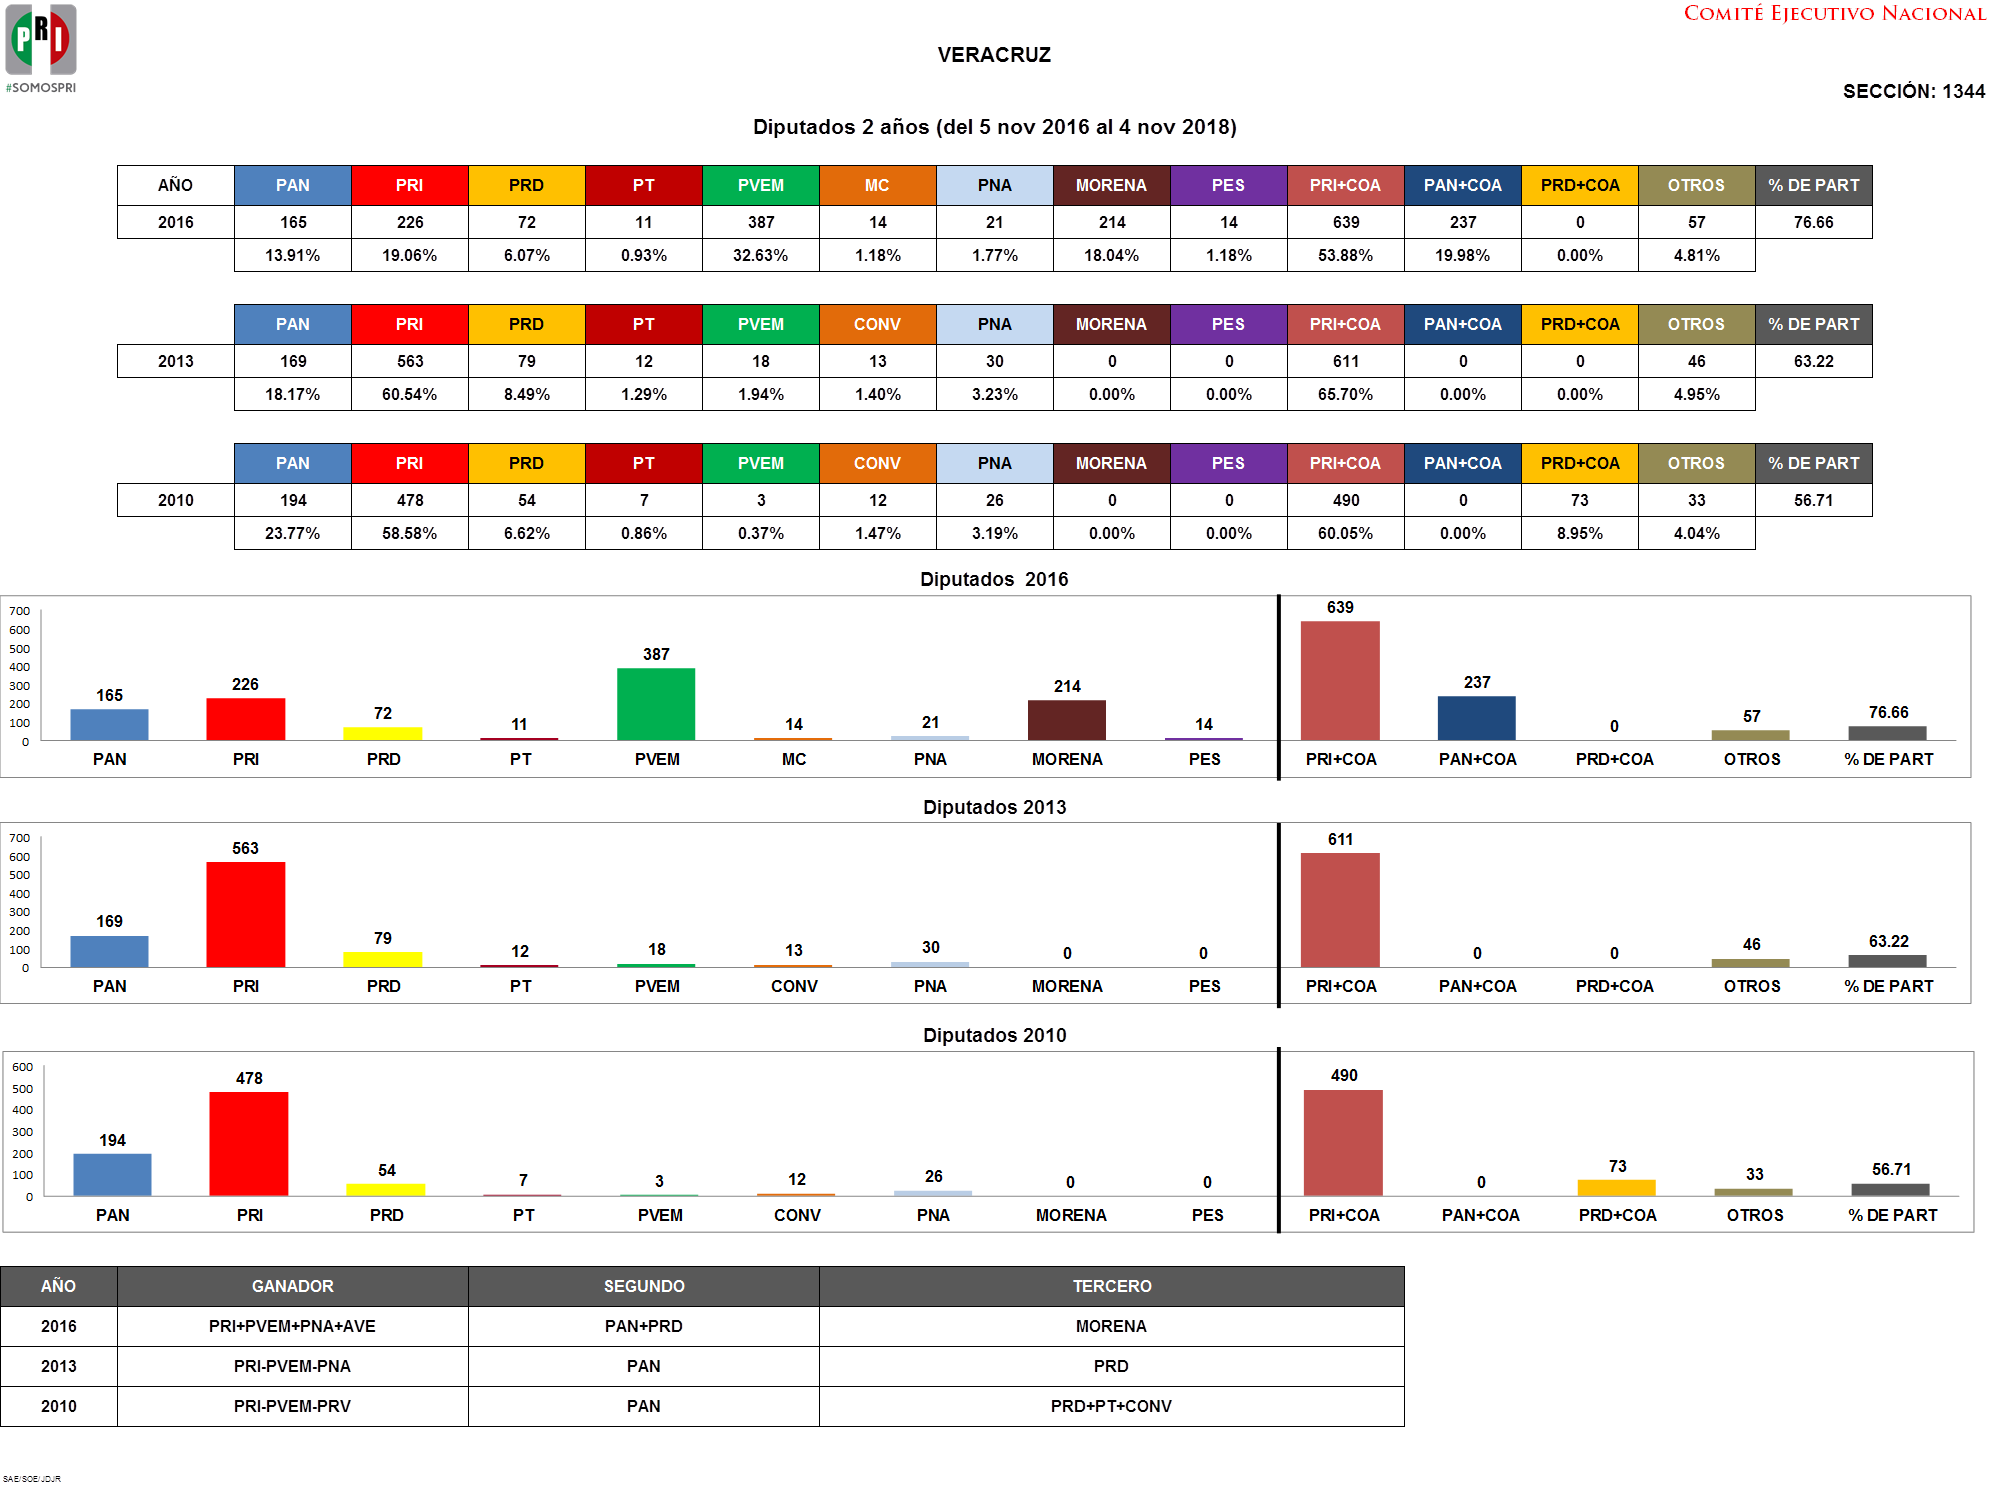 PRI
#SOMOSPRI
COMITÉ EJECUTIVO NACIONAL
VERACRUZ
SECCIÓN: 1344
Diputados 2 años (del 5 nov 2016 al 4 nov 2018)
AÑO PAN PRI PRD PT PVEM MC PNA MORENA PES PRI+COA PAN+COA PRD+COA OTROS % DE PART
2016 165 226 72 11 387 14 21 214 14 639 237 0 57 76.66
13.91% 19.06% 6.07% 0.93% 32.63% 1.18% 1.77% 18.04% 1.18% 53.88% 19.98% 0.00% 4.81%
PAN PRI PRD PT PVEM CONV PNA MORENA PES PRI+COA PAN+COA PRD+COA OTROS % DE PART
2013 169 563 79 12 18 13 30 0 0 611 0 0 46 63.22
18.17% 60.54% 8.49% 1.29% 1.94% 1.40% 3.23% 0.00% 0.00% 65.70% 0.00% 0.00% 4.95%
PAN PRI PRD PT PVEM CONV PNA MORENA PES PRI+COA PAN+COA PRD+COA OTROS % DE PART
2010 194 478 54 7 3 12 26 0 0 490 0 73 33 56.71
23.77% 58.58% 6.62% 0.86% 0.37% 1.47% 3.19% 0.00% 0.00% 60.05% 0.00% 8.95% 4.04%
Diputados  2016
700
600
500
400
300
200
100
0
165 226 72 11 387 14 21 214 14 639 237 0 57 76.66
PAN PRI PRD PT PVEM MC PNA MORENA PES PRI+COA PAN+COA PRD+COA OTROS % DE PART
Diputados 2013
700
600
500
400
300
200
100
0
169 563 79 12 18 13 30 0 0 611 0 0 46 63.22
PAN PRI PRD PT PVEM CONV PNA MORENA PES PRI+COA PAN+COA PRD+COA OTROS % DE PART
Diputados 2010
600
500
400
300
200
100
0
194 478 54 7 3 12 26 0 0 490 0 73 33 56.71
PAN PRI PRD PT PVEM CONV PNA MORENA PES PRI+COA PAN+COA PRD+COA OTROS % DE PART
AÑO GANADOR SEGUNDO TERCERO
2016 PRI+PVEM+PNA+AVE PAN+PRD MORENA
2013 PRI-PVEM-PNA PAN PRD
2010 PRI-PVEM-PRV PAN PRD+PT+CONV
SAE/SOE/JDJR